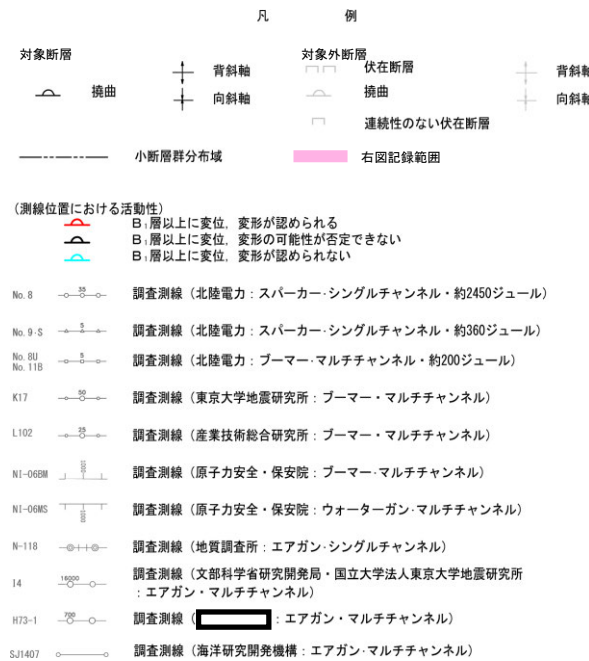 凡 例
対象断層
撓曲
背斜軸
向斜軸
対象外断層
伏在断層
撓曲
連続性のない伏在断層
背斜軸
向斜軸
小断層群分布域
右図記録範囲
(測線位置における活動性)
B₁層以上に変位，変形が認められる
B₁層以上に変位，変形の可能性が否定できない
B₁層以上に変位，変形が認められない
No.8 35 調査測線（北陸電力：スパーカー・シングルチャンネル・約2450ジュール）
No.9-S 5 調査測線（北陸電力：スパーカー・シングルチャンネル・約360ジュール）
No.8U
No.11B 5 調査測線（北陸電力：ブーマー・マルチチャンネル・約200ジュール）
K17 50 調査測線（東京大学地震研究所：ブーマー・マルチチャンネル）
L102 25 調査測線（産業技術総合研究所：ブーマー・マルチチャンネル）
NI-06BM 1000 調査測線（原子力安全・保安院：ブーマー・マルチチャンネル）
NI-06MS 1000 調査測線（原子力安全・保安院：ウォーターガン・マルチチャンネル）
N-118 調査測線（地質調査所：エアガン・シングルチャンネル）
I4 16000 調査測線（文部科学省研究開発局・国立大学法人東京大学地震研究所
：エアガン・マルチチャンネル）
H73-1 700 調査測線（ ：エアガン・マルチチャンネル）
SJ1407 調査測線（海洋研究開発機構：エアガン・マルチチャンネル）